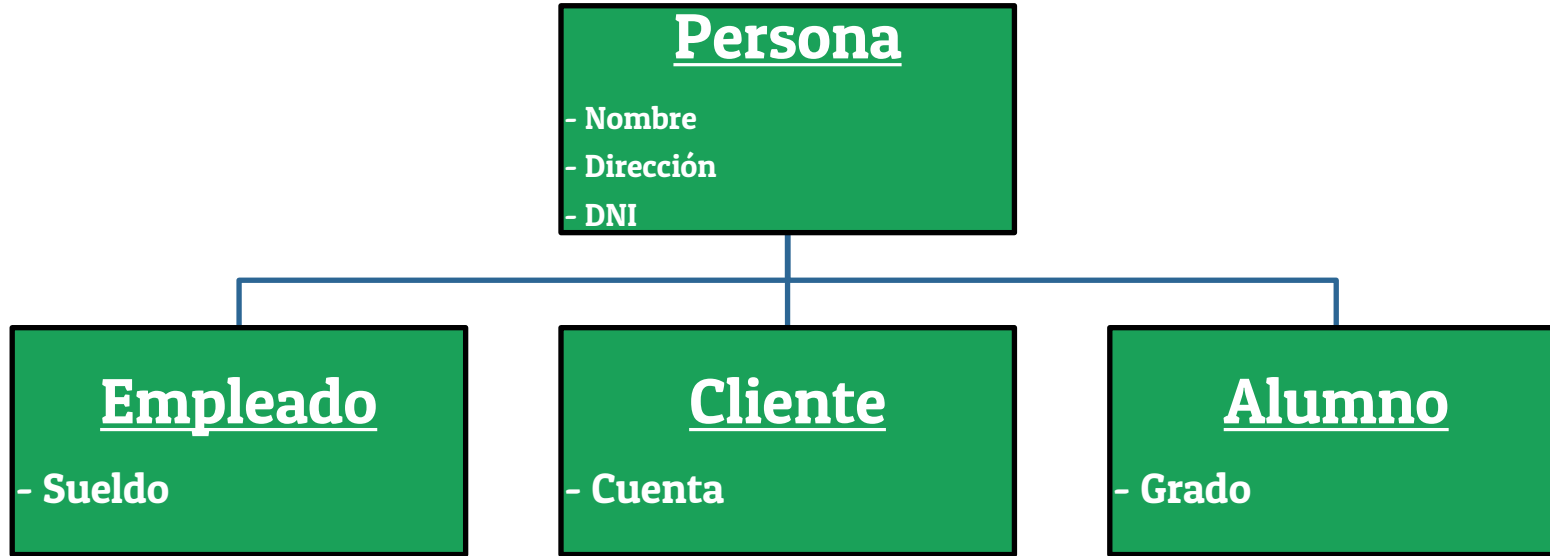 Persona
- Nombre
- Dirección
- DNI
Empleado
- Sueldo
Cliente
- Cuenta
Alumno
- Grado